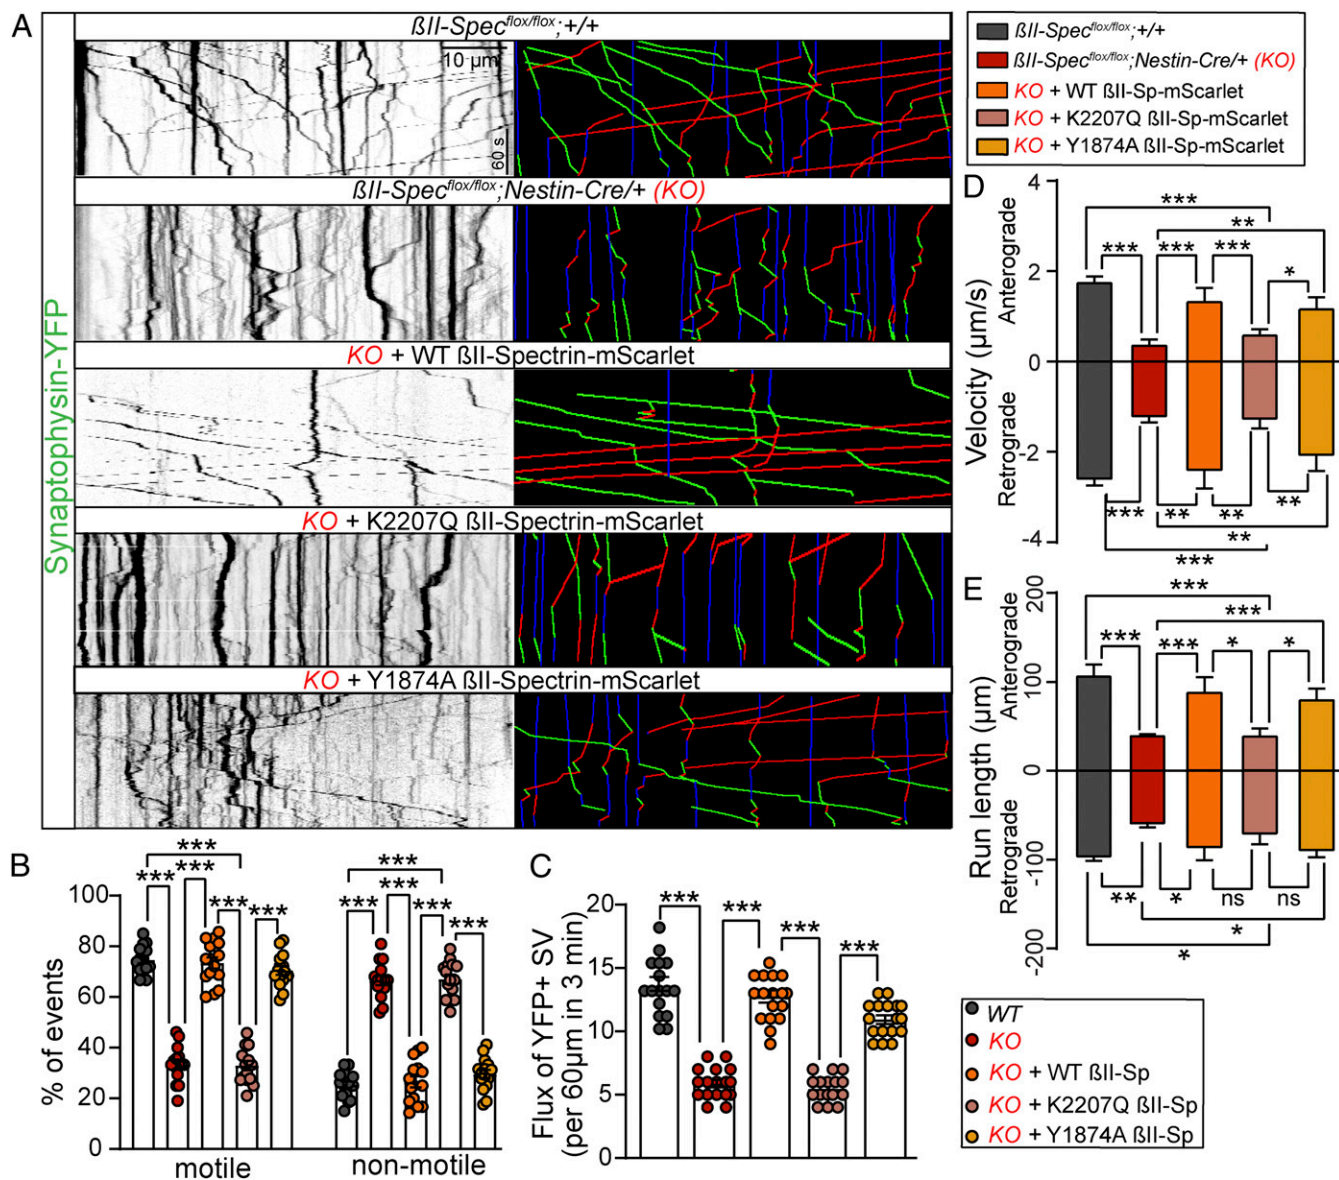 A
Synaptophysin-YFP
ßII-Spec^flox/flox;+/+
10 µm
60 s
ßII-Spec^flox/flox;Nestin-Cre/+ (KO)
KO + WT ßII-Spectrin-mScarlet
KO + K2207Q ßII-Spectrin-mScarlet
KO + Y1874A ßII-Spectrin-mScarlet
ßII-Spec^flox/flox;+/+
ßII-Spec^flox/flox;Nestin-Cre/+ (KO)
KO + WT ßII-Sp-mScarlet
KO + K2207Q ßII-Sp-mScarlet
KO + Y1874A ßII-Sp-mScarlet
D
Velocity (µm/s)
Retrograde Anterograde
4
2
0
-2
-4
***
**
*** *** ***
*
*** ** ** **
**
***
E
Run length (µm)
Retrograde Anterograde
200
100
0
-100
-200
***
***
*** *** * *
** * ns ns
*
*
B
% of events
100
80
60
40
20
0
***
*** *** *** ***
***
*** *** *** ***
motile non-motile
C
Flux of YFP+ SV
(per 60µm in 3 min)
20
15
10
5
0
*** *** *** ***
WT
KO
KO + WT ßII-Sp
KO + K2207Q ßII-Sp
KO + Y1874A ßII-Sp